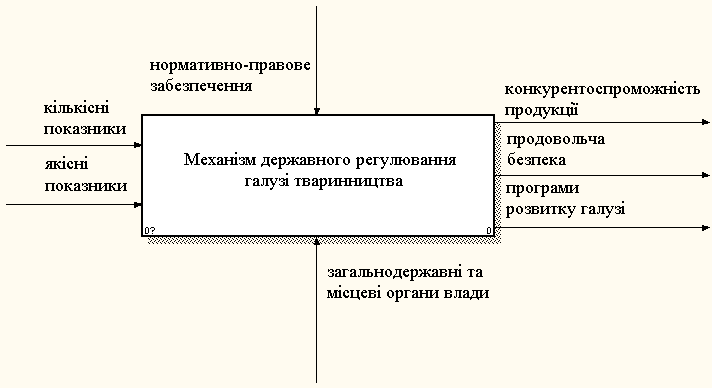 нормативно-правове
забезпечення
кількісні
показники
якісні
показники
Механізм державного регулювання
галузі тваринництва
0?
0
конкурентоспроможність
продукції
продовольча
безпека
програми
розвитку галузі
загальнодержавні та
місцеві органи влади